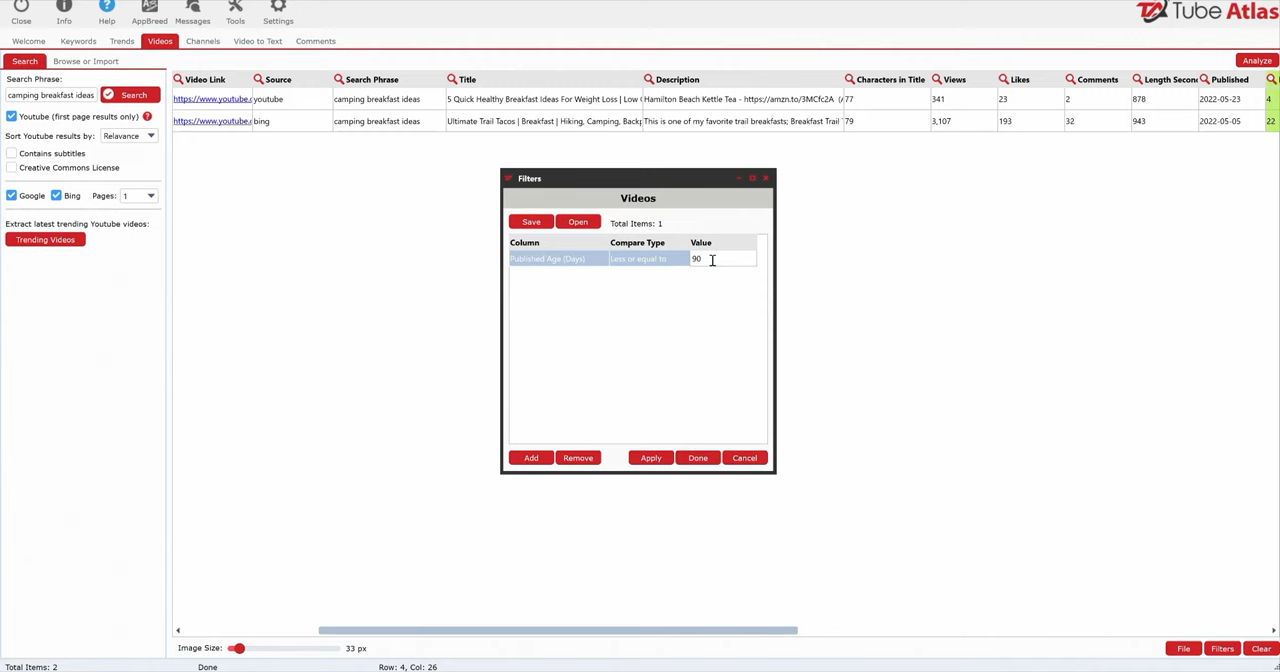 Close Info Help AppBreed Messages Tools Settings
Tube Atlas
Welcome Keywords Trends Videos Channels Video to Text Comments
Search Browse or Import
Analyze
Search Phrase:
camping breakfast ideas Search
Youtube (first page results only) ?
Sort Youtube results by: Relevance
Contains subtitles
Creative Commons License
Google Bing Pages: 1
Extract latest trending Youtube videos:
Trending Videos
Video Link Source Search Phrase Title Description Characters in Title Views Likes Comments Length Secon Published
https://www.youtube.c youtube camping breakfast ideas 5 Quick Healthy Breakfast Ideas For Weight Loss | Low Hamilton Beach Kettle Tea - https://amzn.to/3MCfc2A 77 341 23 2 878 2022-05-23 4
https://www.youtube.c bing camping breakfast ideas Ultimate Trail Tacos | Breakfast | Hiking, Camping, Backp This is one of my favorite trail breakfasts; Breakfast Trail 79 3,107 193 32 943 2022-05-05 22
Filters
Videos
Save Open Total Items: 1
Column Compare Type Value
Published Age (Days) Less or equal to 90
Add Remove Apply Done Cancel
Image Size: 33 px
File Filters Clear
Total Items: 2 Done Row: 4, Col: 26